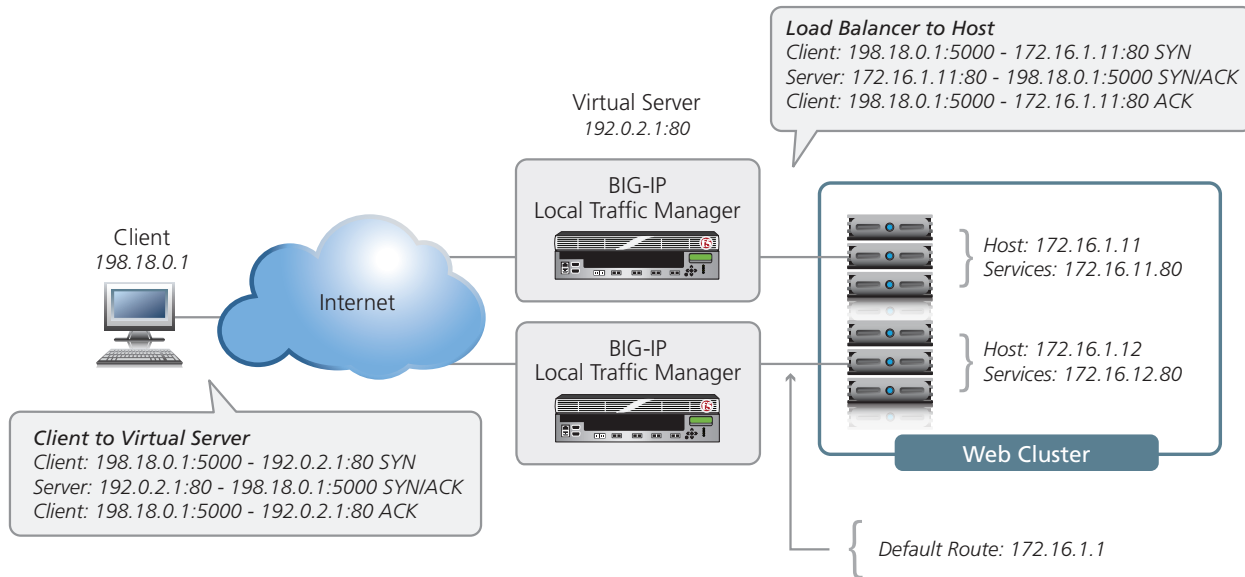 Load Balancer to Host
Client: 198.18.0.1:5000 - 172.16.1.11:80 SYN
Server: 172.16.1.11:80 - 198.18.0.1:5000 SYN/ACK
Client: 198.18.0.1:5000 - 172.16.1.11:80 ACK
Virtual Server
192.0.2.1:80
BIG-IP
Local Traffic Manager
Client
198.18.0.1
Internet
Host: 172.16.1.11
Services: 172.16.11.80
BIG-IP
Local Traffic Manager
Host: 172.16.1.12
Services: 172.16.12.80
Web Cluster
Client to Virtual Server
Client: 198.18.0.1:5000 - 192.0.2.1:80 SYN
Server: 192.0.2.1:80 - 198.18.0.1:5000 SYN/ACK
Client: 198.18.0.1:5000 - 192.0.2.1:80 ACK
Default Route: 172.16.1.1